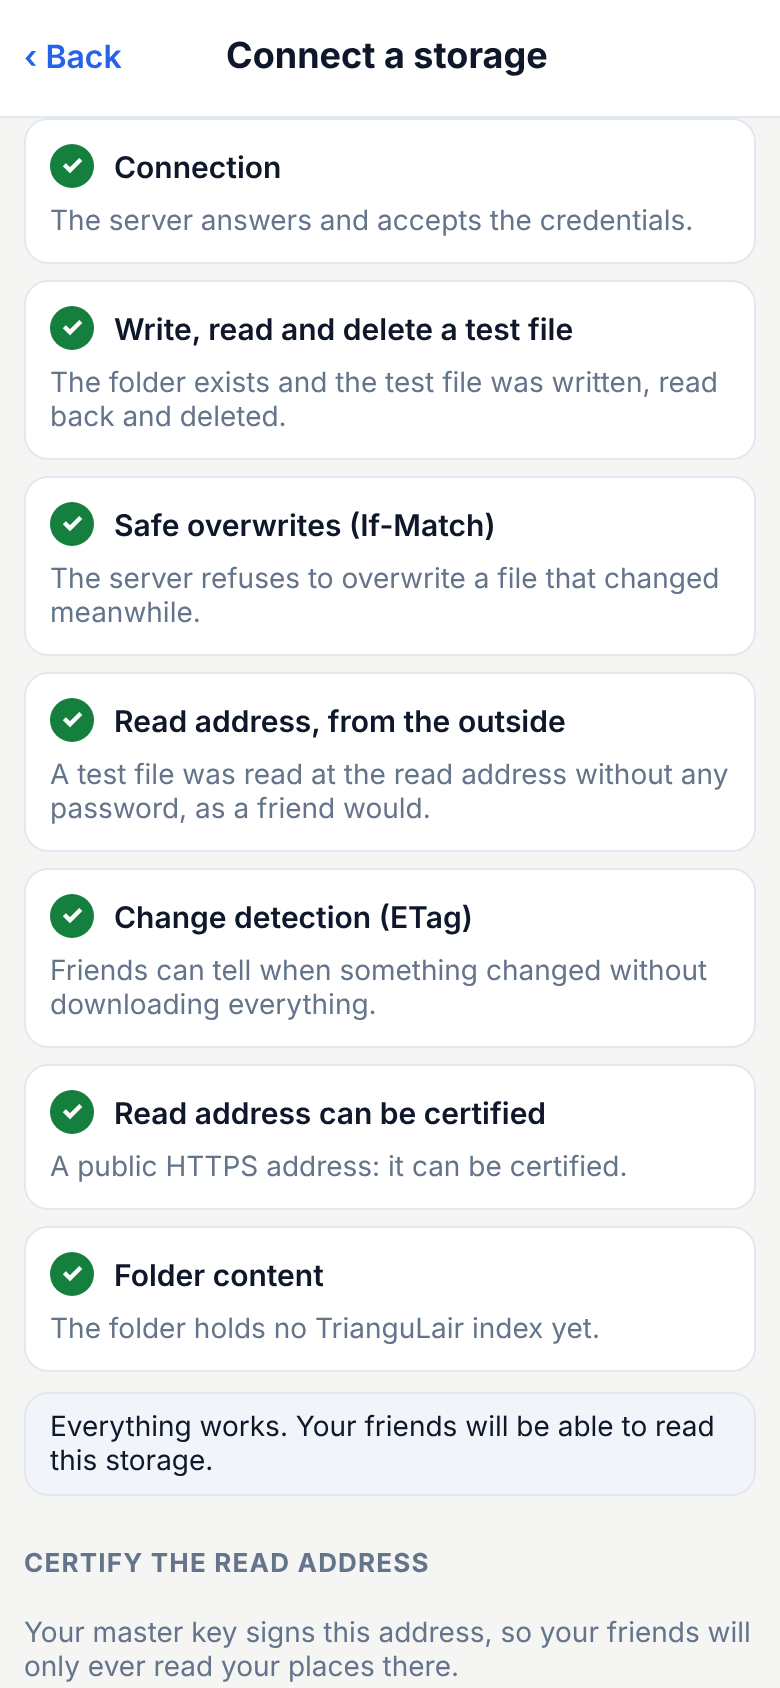 ‹ Back
Connect a storage
Connection
The server answers and accepts the credentials.
Write, read and delete a test file
The folder exists and the test file was written, read
back and deleted.
Safe overwrites (If-Match)
The server refuses to overwrite a file that changed
meanwhile.
Read address, from the outside
A test file was read at the read address without any
password, as a friend would.
Change detection (ETag)
Friends can tell when something changed without
downloading everything.
Read address can be certified
A public HTTPS address: it can be certified.
Folder content
The folder holds no TrianguLair index yet.
Everything works. Your friends will be able to read
this storage.
CERTIFY THE READ ADDRESS
Your master key signs this address, so your friends will
only ever read your places there.